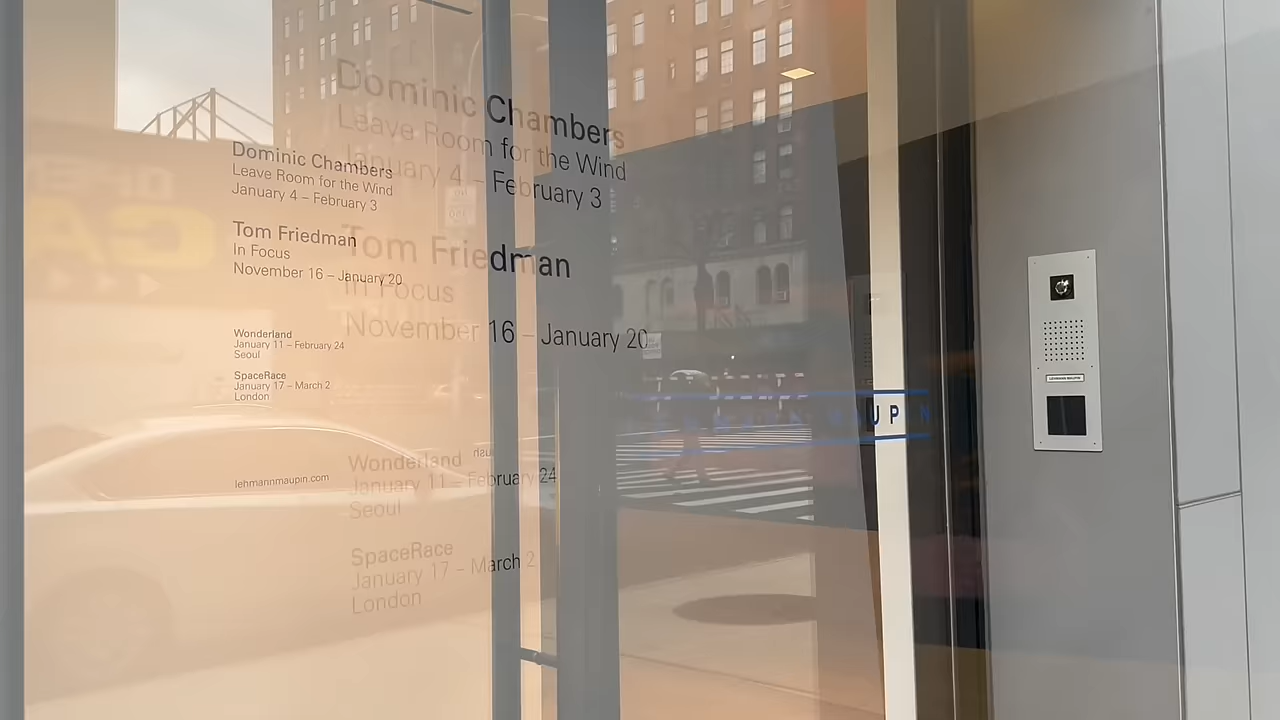 Dominic Chambers
Leave Room for the Wind
January 4 – February 3
Tom Friedman
In Focus
November 16 – January 20
Wonderland
January 11 – February 24
Seoul
SpaceRace
January 17 – March 2
London
lehmannmaupin.com
Dominic Chambers
Leave Room for the Wind
January 4 – February 3
Tom Friedman
In Focus
November 16 – January 20
Wonderland
January 11 – February 24
Seoul
SpaceRace
January 17 – March 2
London
UPIN
LEHMANN MAUPIN